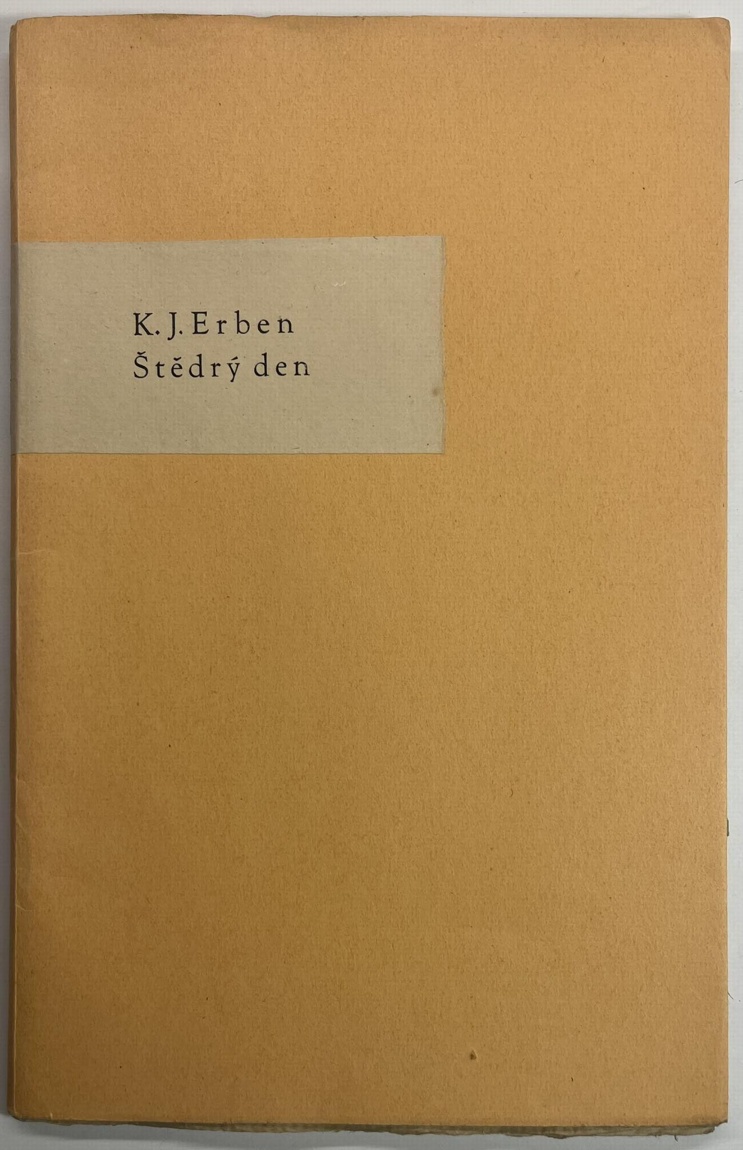 K. J. Erben
Štědrý den